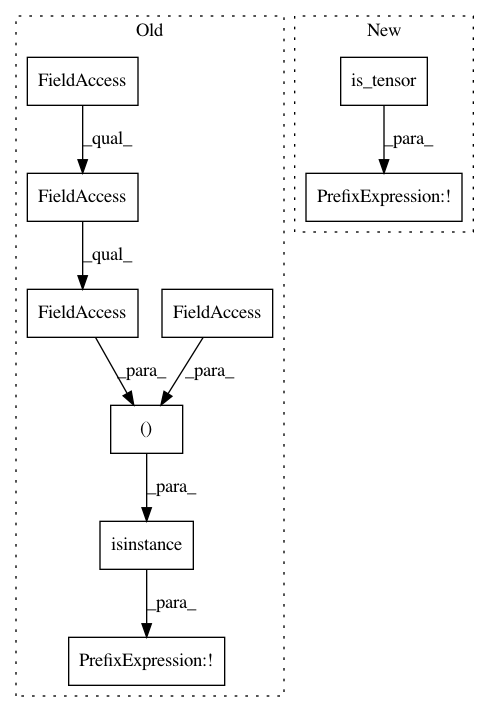 Old
New
FieldAccess
is_tensor
_qual_
_para_
FieldAccess
PrefixExpression:!
_qual_
FieldAccess
FieldAccess
_para_
_para_
()
_para_
isinstance
_para_
PrefixExpression:!